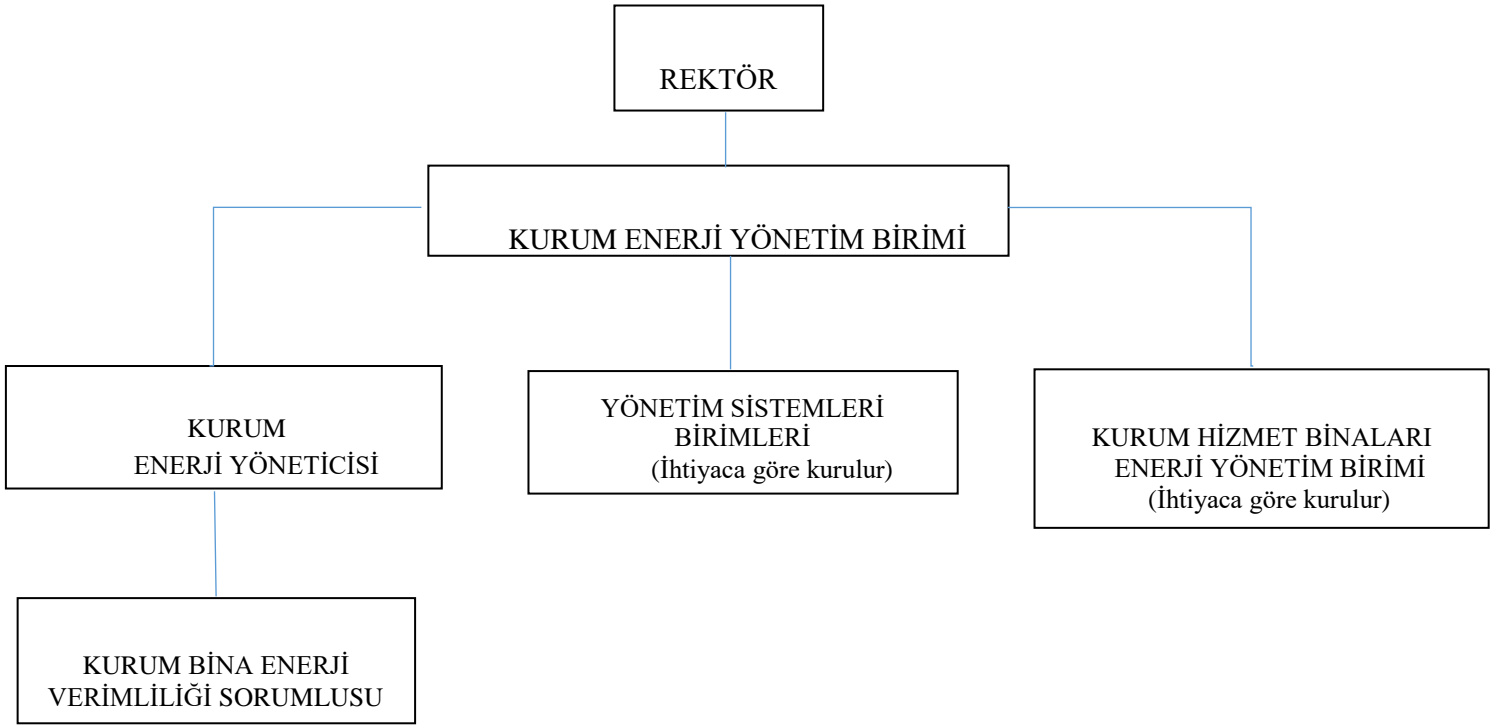 REKTÖR
KURUM ENERJİ YÖNETİM BİRİMİ
KURUM
ENERJİ YÖNETİCİSİ
YÖNETİM SİSTEMLERİ
BİRİMLERİ
(İhtiyaca göre kurulur)
KURUM HİZMET BİNALARI
ENERJİ YÖNETİM BİRİMİ
(İhtiyaca göre kurulur)
KURUM BİNA ENERJİ
VERİMLİLİĞİ SORUMLUSU